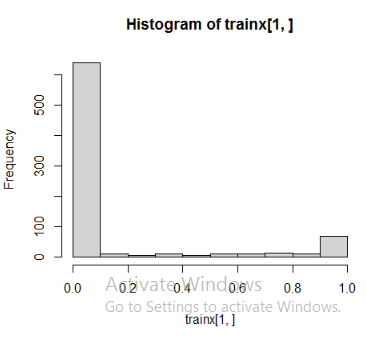 Histogram of trainx[1, ]
Frequency
0 100 300 500
0.0 0.2 0.4 0.6 0.8 1.0
Activate Windows
Go to Settings to activate Windows.
trainx[1, ]